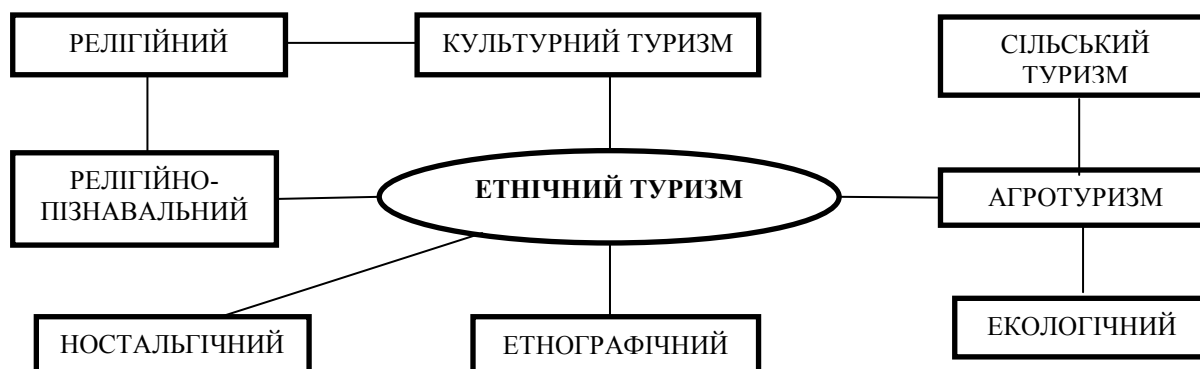 РЕЛІГІЙНИЙ
КУЛЬТУРНИЙ ТУРИЗМ
СІЛЬСЬКИЙ
ТУРИЗМ
РЕЛІГІЙНО-
ПІЗНАВАЛЬНИЙ
ЕТНІЧНИЙ ТУРИЗМ
АГРОТУРИЗМ
НОСТАЛЬГІЧНИЙ
ЕТНОГРАФІЧНИЙ
ЕКОЛОГІЧНИЙ